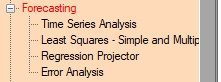 Forecasting
Time Series Analysis
Least Squares - Simple and Multip
Regression Projector
Error Analysis